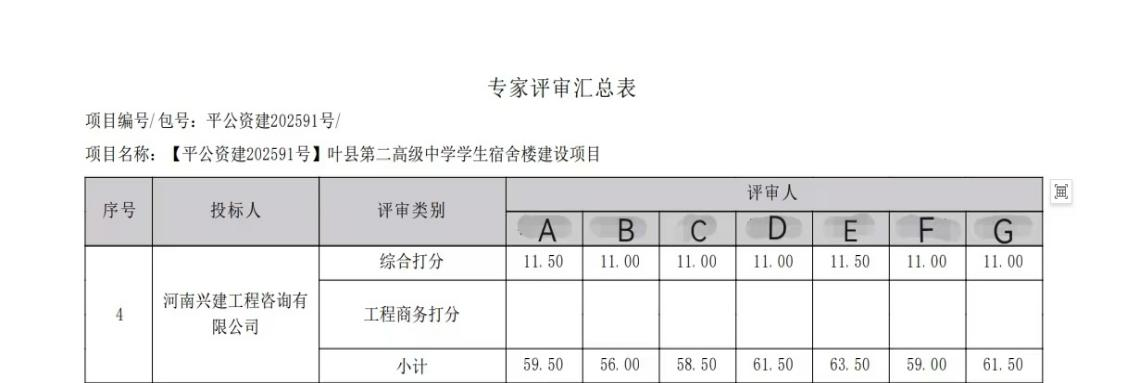 专家评审汇总表
项目编号/包号：平公资建202591号/
项目名称：【平公资建202591号】叶县第二高级中学学生宿舍楼建设项目
序号 投标人 评审类别 评审人
A B C D E F G
4 河南兴建工程咨询有限公司 综合打分 11.50 11.00 11.00 11.00 11.50 11.00 11.00
工程商务打分
小计 59.50 56.00 58.50 61.50 63.50 59.00 61.50